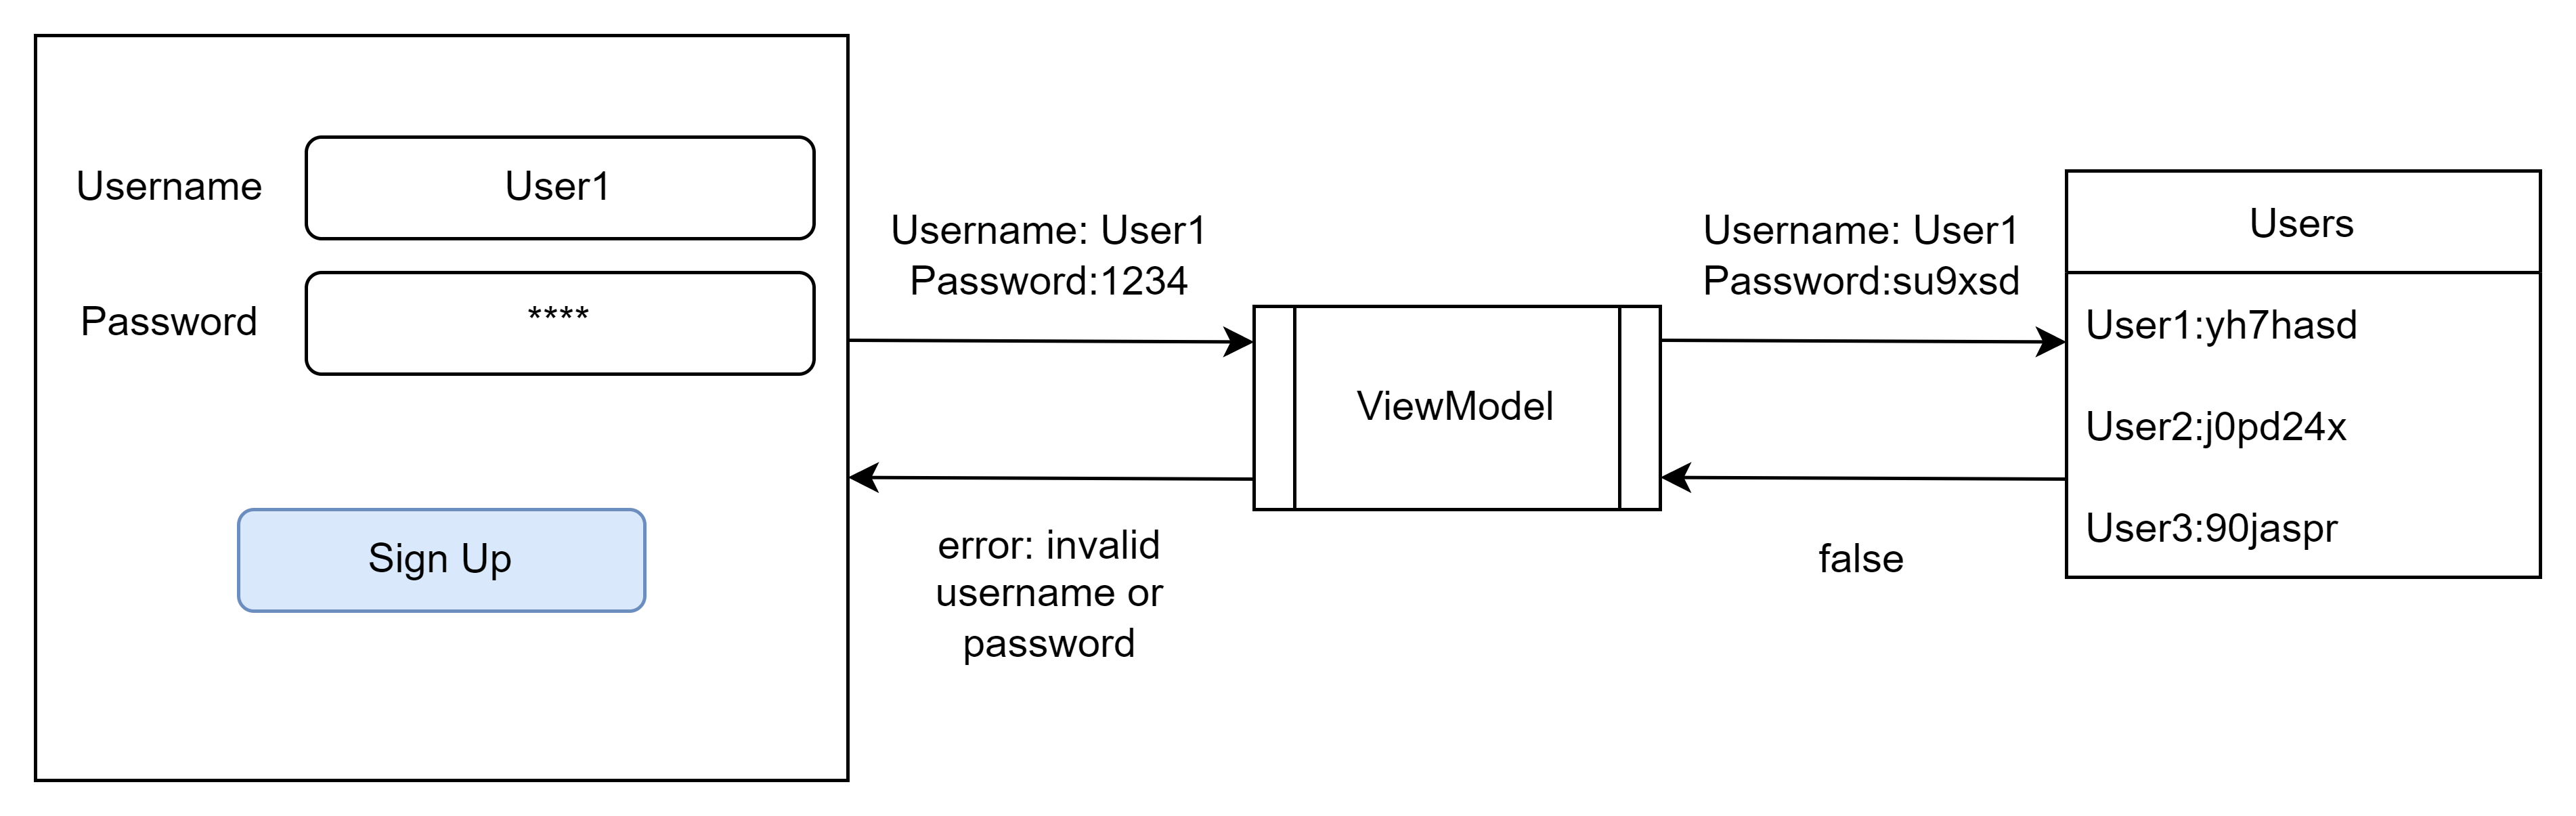 Username
User1
Password
****
Sign Up
Username: User1
Password:1234
error: invalid
username or
password
ViewModel
Username: User1
Password:su9xsd
false
Users
User1:yh7hasd
User2:j0pd24x
User3:90jaspr